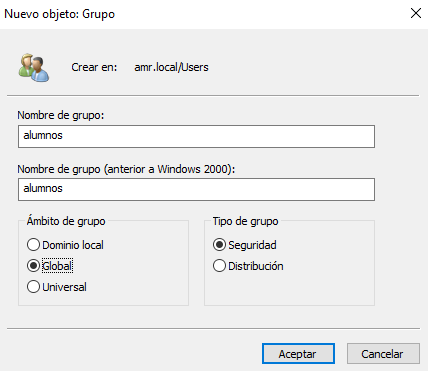 Nuevo objeto: Grupo
Crear en: amr.local/Users
Nombre de grupo:
alumnos
Nombre de grupo (anterior a Windows 2000):
alumnos
Ámbito de grupo
Tipo de grupo
Dominio local
Seguridad
Global
Distribución
Universal
Aceptar
Cancelar